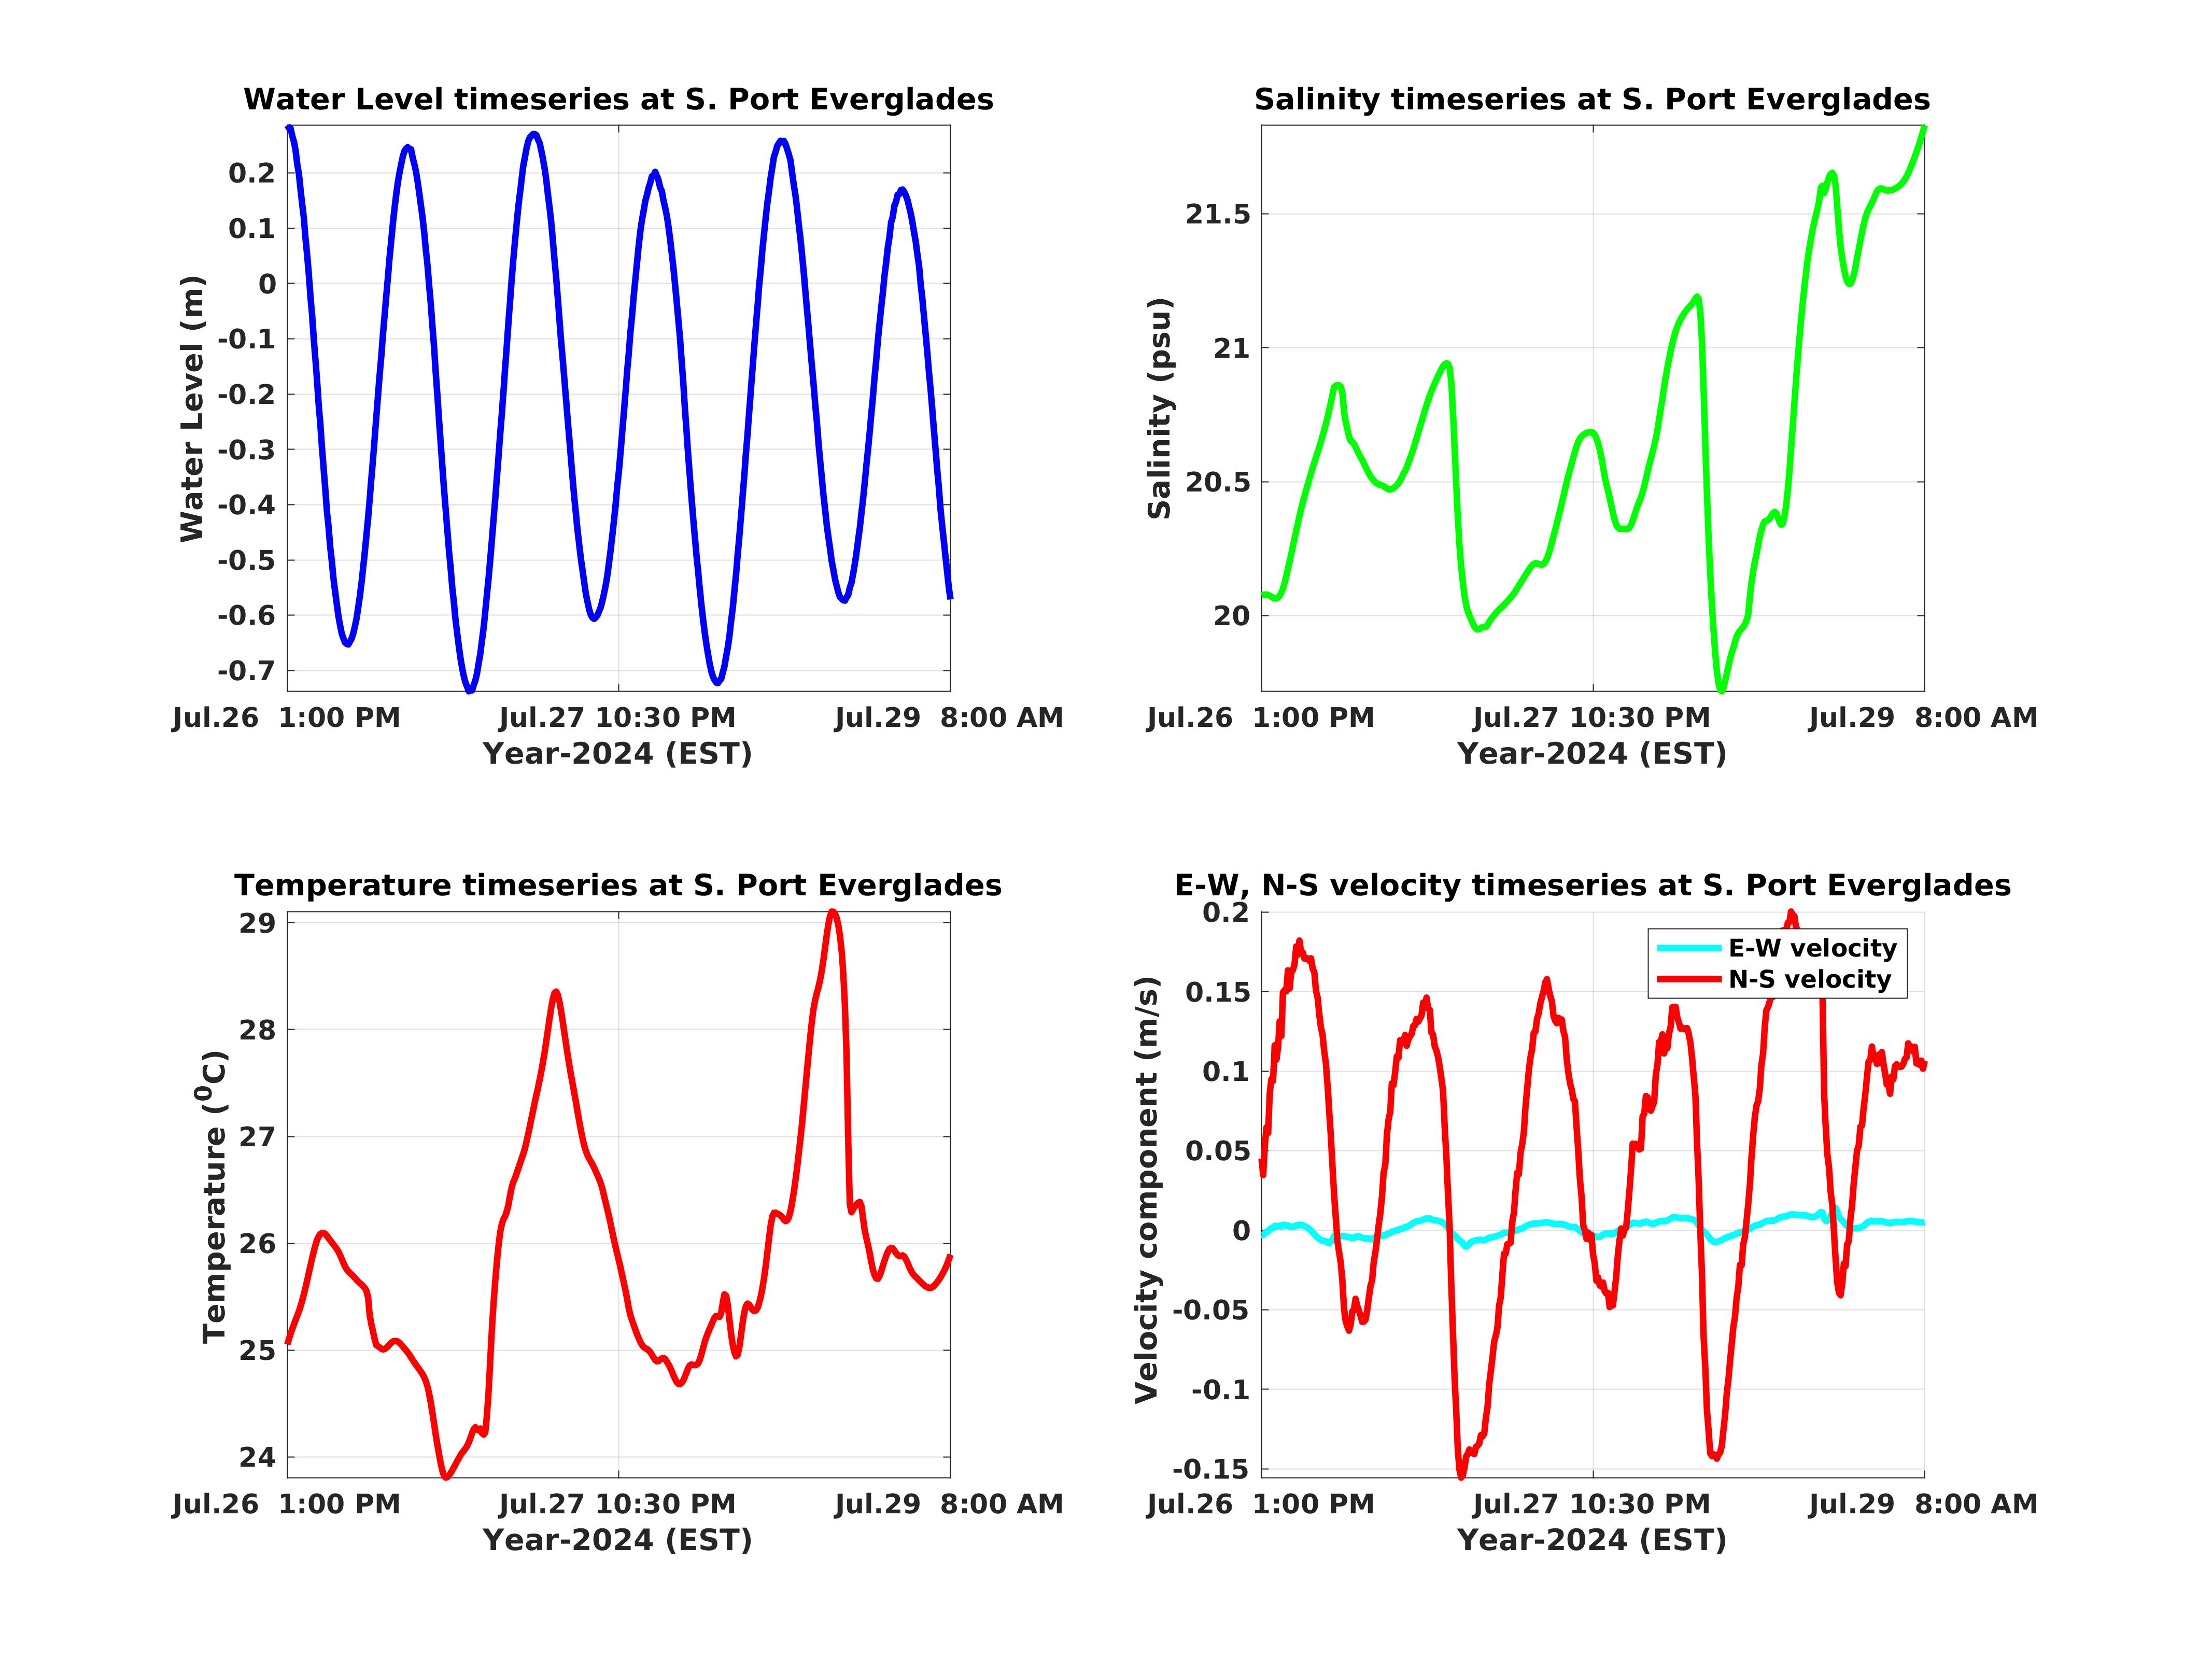 Water Level timeseries at S. Port Everglades
Water Level (m)
0.2
0.1
0
-0.1
-0.2
-0.3
-0.4
-0.5
-0.6
-0.7
Jul.26 1:00 PM
Jul.27 10:30 PM
Jul.29 8:00 AM
Year-2024 (EST)
Salinity timeseries at S. Port Everglades
Salinity (psu)
21.5
21
20.5
20
Jul.26 1:00 PM
Jul.27 10:30 PM
Jul.29 8:00 AM
Year-2024 (EST)
Temperature timeseries at S. Port Everglades
Temperature (⁰C)
29
28
27
26
25
24
Jul.26 1:00 PM
Jul.27 10:30 PM
Jul.29 8:00 AM
Year-2024 (EST)
E-W, N-S velocity timeseries at S. Port Everglades
Velocity component (m/s)
0.2
0.15
0.1
0.05
0
-0.05
-0.1
-0.15
E-W velocity
N-S velocity
Jul.26 1:00 PM
Jul.27 10:30 PM
Jul.29 8:00 AM
Year-2024 (EST)